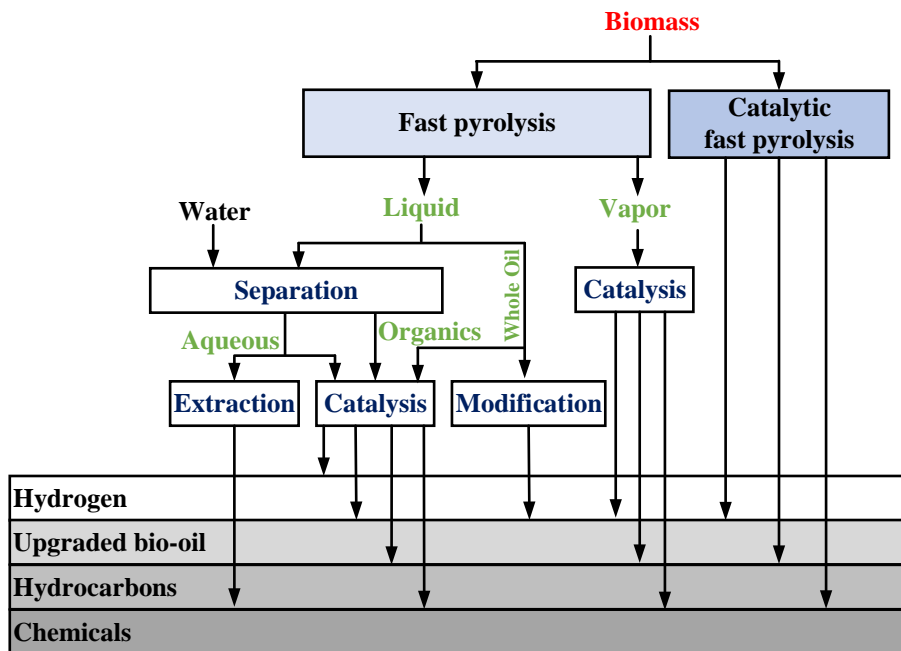 Biomass
Fast pyrolysis
Catalytic
fast pyrolysis
Water
Liquid
Vapor
Whole Oil
Separation
Catalysis
Aqueous
Organics
Extraction
Catalysis
Modification
Hydrogen
Upgraded bio-oil
Hydrocarbons
Chemicals